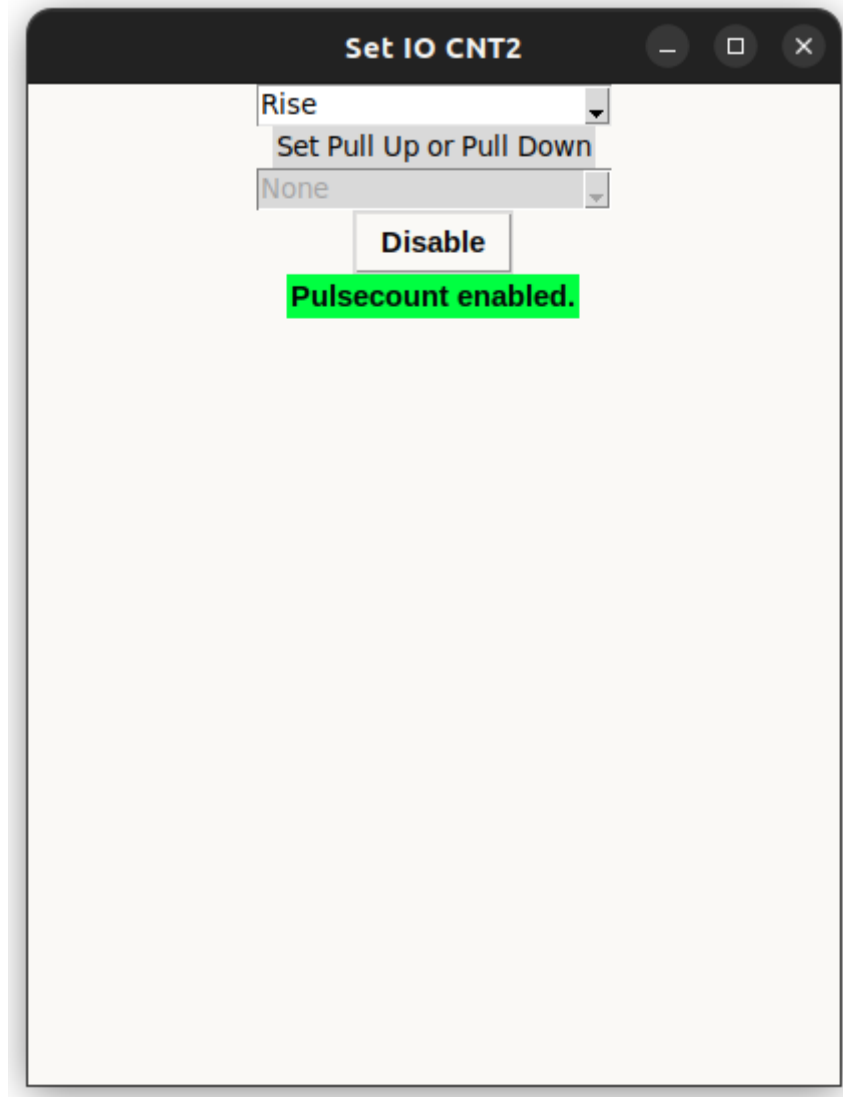 Set IO CNT2
Rise
Set Pull Up or Pull Down
None
Disable
Pulsecount enabled.